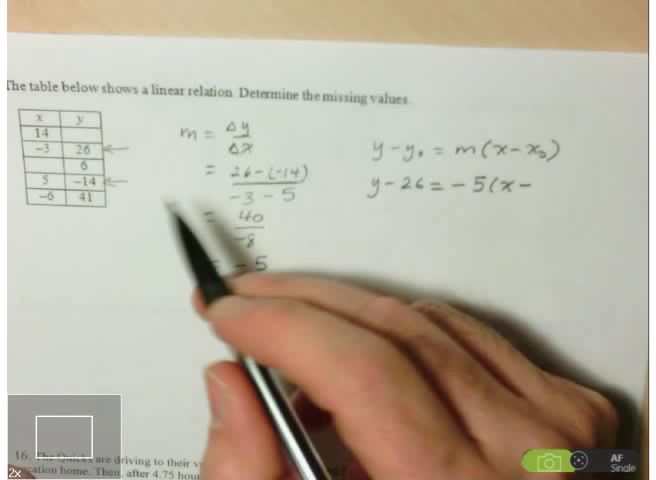 The table below shows a linear relation. Determine the missing values.
x y
14
-3 26
6
5 -14
-6 41
m = Δy
Δx
= 26-(-14)
-3 - 5
= 40
-8
= -5
y - y₀ = m(x - x₀)
y - 26 = -5(x -
16. The Quicks are driving to their
cation home. Then, after 4.75 hou
2x
AF
Single